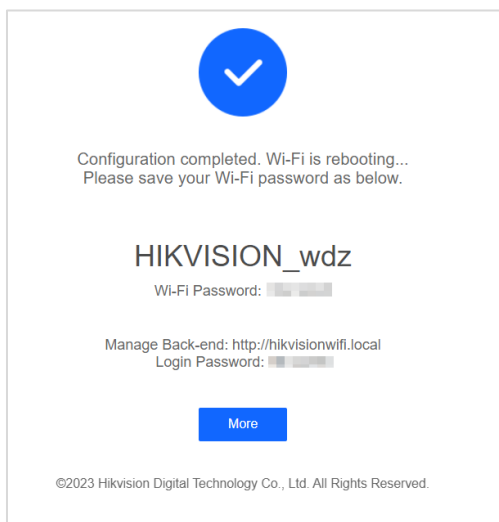 Configuration completed. Wi-Fi is rebooting...
Please save your Wi-Fi password as below.
HIKVISION_wdz
Wi-Fi Password:
Manage Back-end: http://hikvisionwifi.local
Login Password:
More
©2023 Hikvision Digital Technology Co., Ltd. All Rights Reserved.